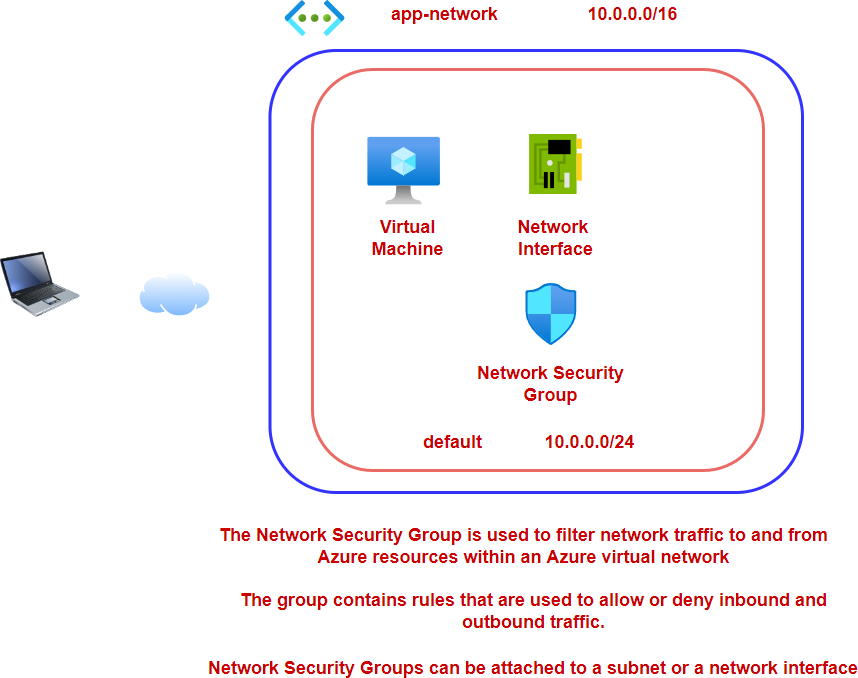 app-network 10.0.0.0/16
Virtual
Machine
Network
Interface
Network Security
Group
default 10.0.0.0/24
The Network Security Group is used to filter network traffic to and from
Azure resources within an Azure virtual network
The group contains rules that are used to allow or deny inbound and
outbound traffic.
Network Security Groups can be attached to a subnet or a network interface